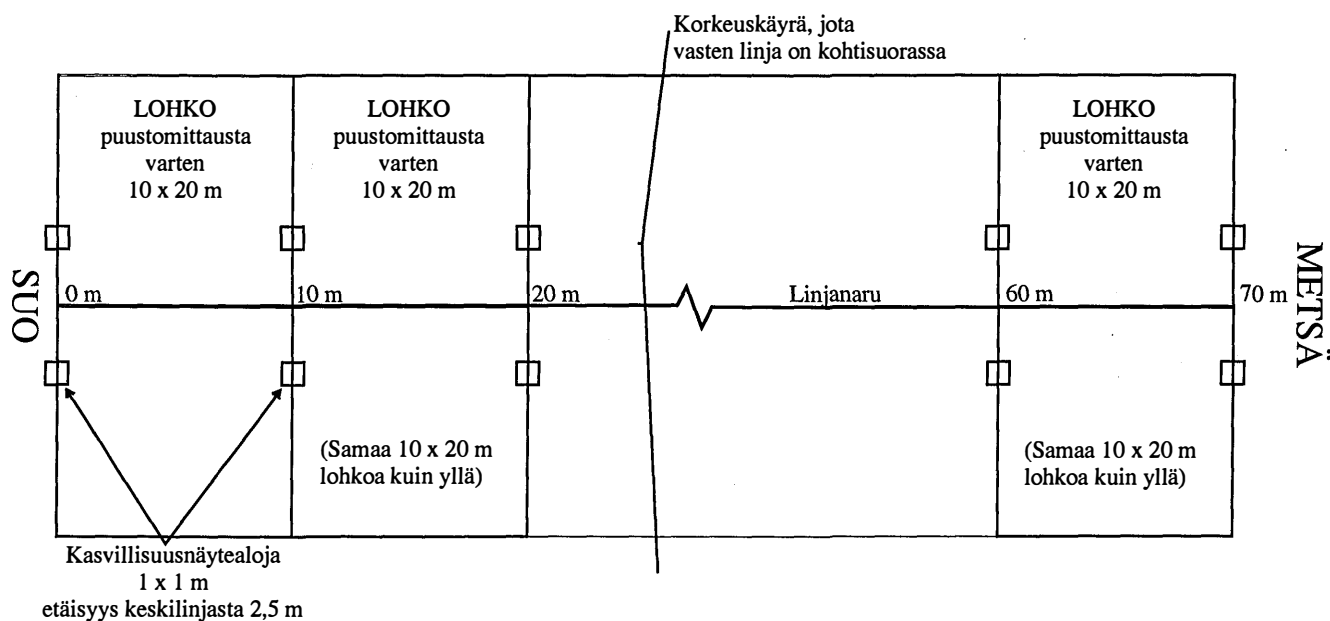 Korkeuskäyrä, jota
vasten linja on kohtisuorassa
LOHKO
puustomittausta
varten
10 x 20 m
LOHKO
puustomittausta
varten
10 x 20 m
LOHKO
puustomittausta
varten
10 x 20 m
SUO
0 m
10 m
20 m
Linjanaru
60 m
70 m
METSÄ
(Samaa 10 x 20 m
lohkoa kuin yllä)
(Samaa 10 x 20 m
lohkoa kuin yllä)
Kasvillisuusnäytealoja
1 x 1 m
etäisyys keskilinjasta 2,5 m